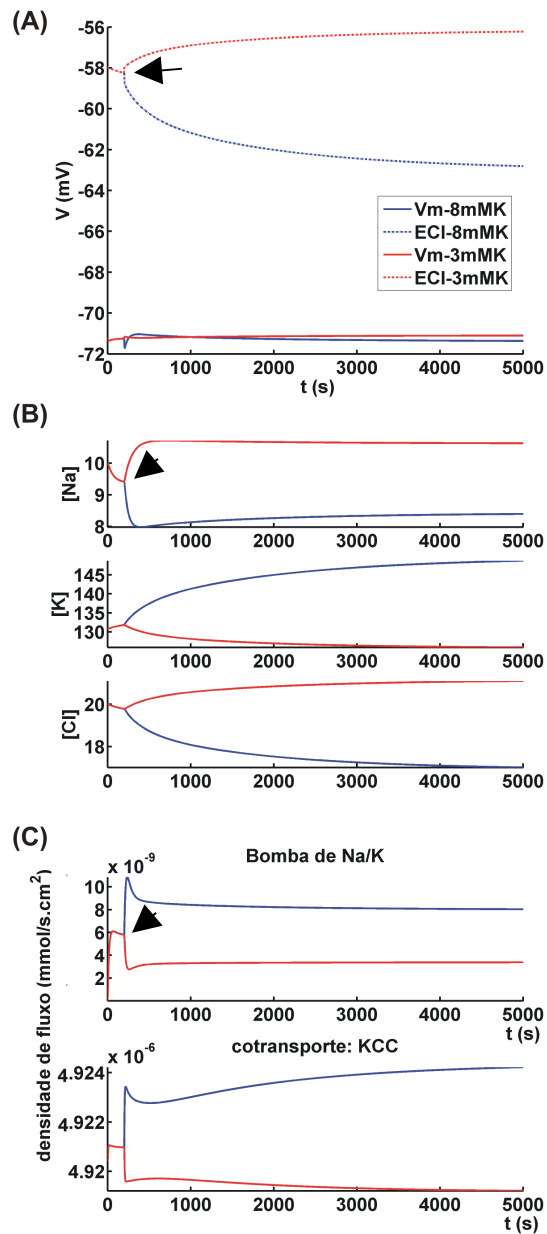 (A)
-56
-58
-60
-62
-64
-66
-68
-70
-72
V (mV)
Vm-8mMK
ECl-8mMK
Vm-3mMK
ECl-3mMK
0 1000 2000 3000 4000 5000
t (s)
(B)
10
9
8
[Na]
0 1000 2000 3000 4000 5000
145
135
130
[K]
0 1000 2000 3000 4000 5000
20
18
[Cl]
0 1000 2000 3000 4000 5000
(C)
x 10-9
Bomba de Na/K
10
8
6
4
2
densidade de fluxo (mmol/s.cm2)
0 1000 2000 3000 4000 5000
t (s)
x 10-6
cotransporte: KCC
4.924
4.922
4.92
0 1000 2000 3000 4000 5000
t (s)